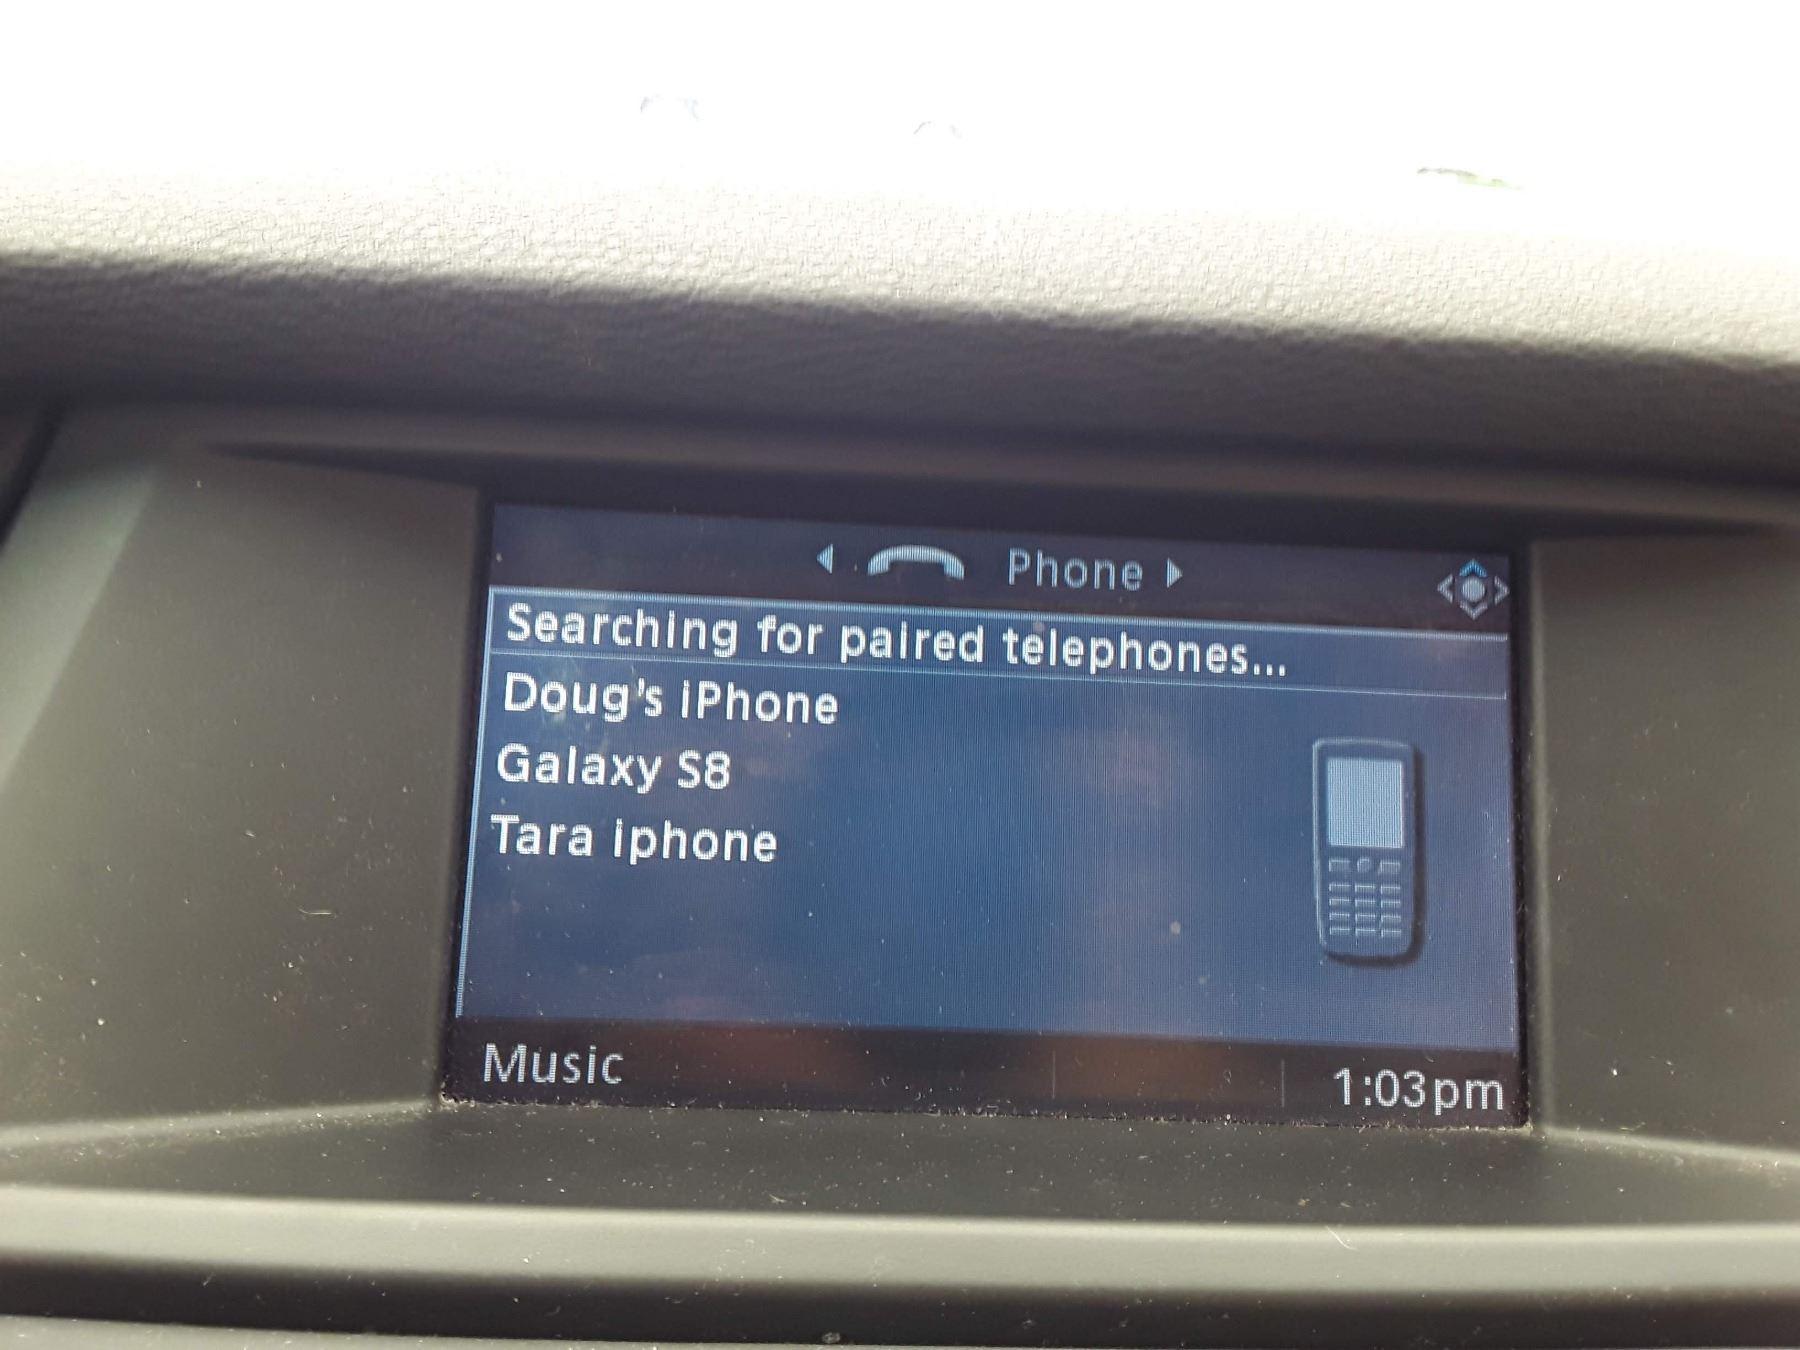 Phone
Searching for paired telephones...
Doug's iPhone
Galaxy S8
Tara iphone
Music 1:03pm